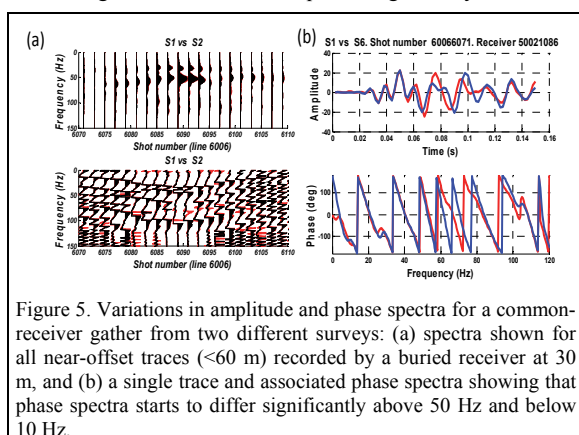 (a)
S1 vs S2
Frequency (Hz)
0
50
100
150
6070 6075 6080 6085 6090 6095 6100 6105 6110
Shot number (line 6006)
S1 vs S2
Frequency (Hz)
0
50
100
150
6070 6075 6080 6085 6090 6095 6100 6105 6110
Shot number (line 6006)
(b)
S1 vs S6. Shot number 60066071. Receiver 50021086
Amplitude
40
20
0
-20
-40
0 0.02 0.04 0.06 0.08 0.1 0.12 0.14 0.16
Time (s)
Phase (deg)
100
0
-100
0 20 40 60 80 100 120
Frequency (Hz)
Figure 5. Variations in amplitude and phase spectra for a common-
receiver gather from two different surveys: (a) spectra shown for
all near-offset traces (<60 m) recorded by a buried receiver at 30
m, and (b) a single trace and associated phase spectra showing that
phase spectra starts to differ significantly above 50 Hz and below
10 Hz.